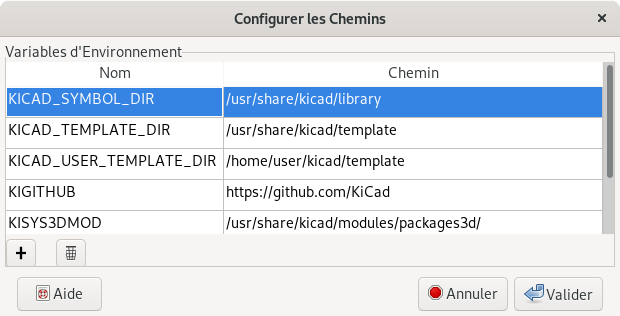 Configurer les Chemins
Variables d'Environnement
Nom Chemin
KICAD_SYMBOL_DIR /usr/share/kicad/library
KICAD_TEMPLATE_DIR /usr/share/kicad/template
KICAD_USER_TEMPLATE_DIR /home/user/kicad/template
KIGITHUB https://github.com/KiCad
KISYS3DMOD /usr/share/kicad/modules/packages3d/
Aide Annuler Valider